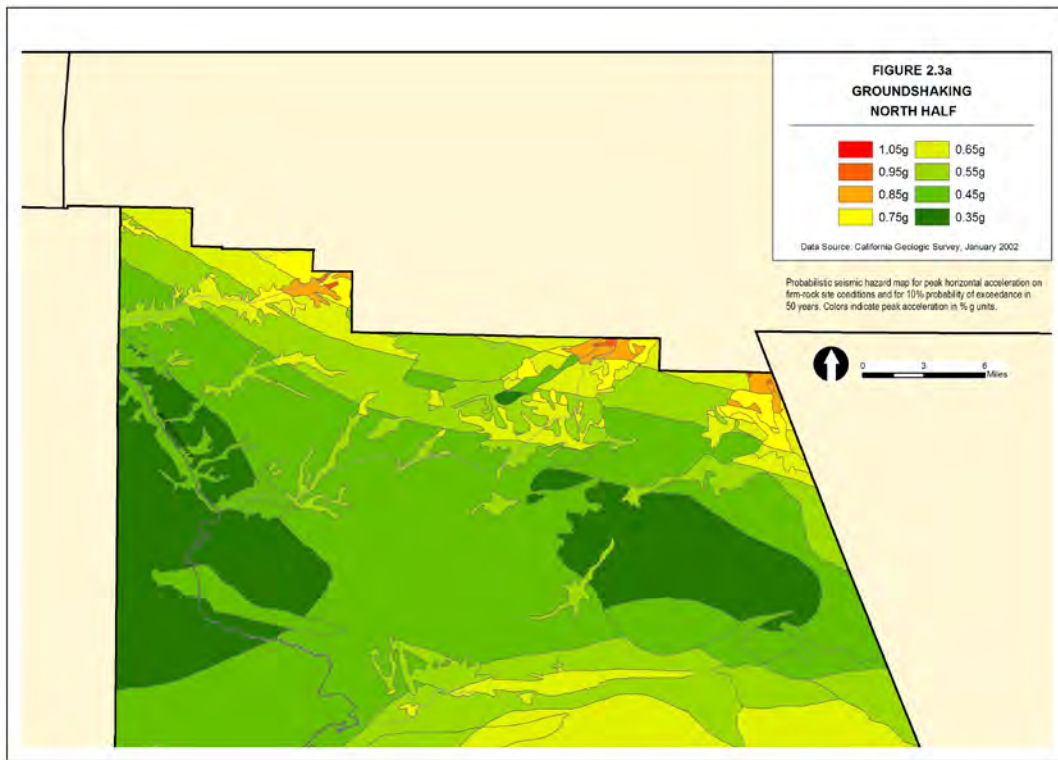 FIGURE 2.3a
GROUNDSHAKING
NORTH HALF
1.05g 0.65g
0.95g 0.55g
0.85g 0.45g
0.75g 0.35g
Data Source: California Geologic Survey, January 2002
Probabilistic seismic hazard map for peak horizontal acceleration on
firm-rock site conditions and for 10% probability of exceedance in
50 years. Colors indicate peak acceleration in % g units.
0 3 6
Miles